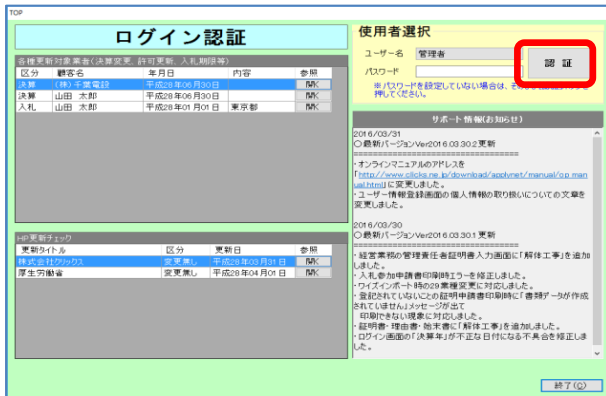 TOP
ログイン認証
各種更新対象業者(決算変更、許可更新、入札期限等)
区分 顧客名 年月日 内容 参照
決算 (株)千葉電設 平成28年06月30日 開く
決算 山田 太郎 平成28年06月30日 開く
入札 山田 太郎 平成28年01月01日 東京都 開く
HP更新チェック
更新タイトル 区分 更新日 参照
株式会社クリックス 変更無し 平成28年03月31日 開く
厚生労働省 変更無し 平成28年04月01日 開く
使用者選択
ユーザー名 管理者
パスワード
認 証
※パスワードを設定していない場合は、そ
押してください。
サポート情報(お知らせ)
2016/03/31
○最新バージョンVer2016.03.30.2更新
===================================
・オンラインマニュアルのアドレスを
「http://www.clicks.ne.jp/download/applynet/manual/op_man
ual.html」に変更しました。
・ユーザー情報登録画面の個人情報の取り扱いについての文章を
変更しました。
2016/03/30
○最新バージョンVer2016.03.30.1更新
===================================
・経営業務の管理責任者証明書入力画面に「解体工事」を追加
しました。
・入札参加申請書印刷時エラーを修正しました。
・ワイズインポート時の29業種変更に対応しました。
・登記されていないことの証明申請書印刷時に「書類データが作成
されていません」メッセージが出て
印刷できない現象に対応しました。
・証明書・理由書・始末書に「解体工事」を追加しました。
・ログイン画面の「決算年」が不正な日付になる不具合を修正しま
した。
終了(Q)